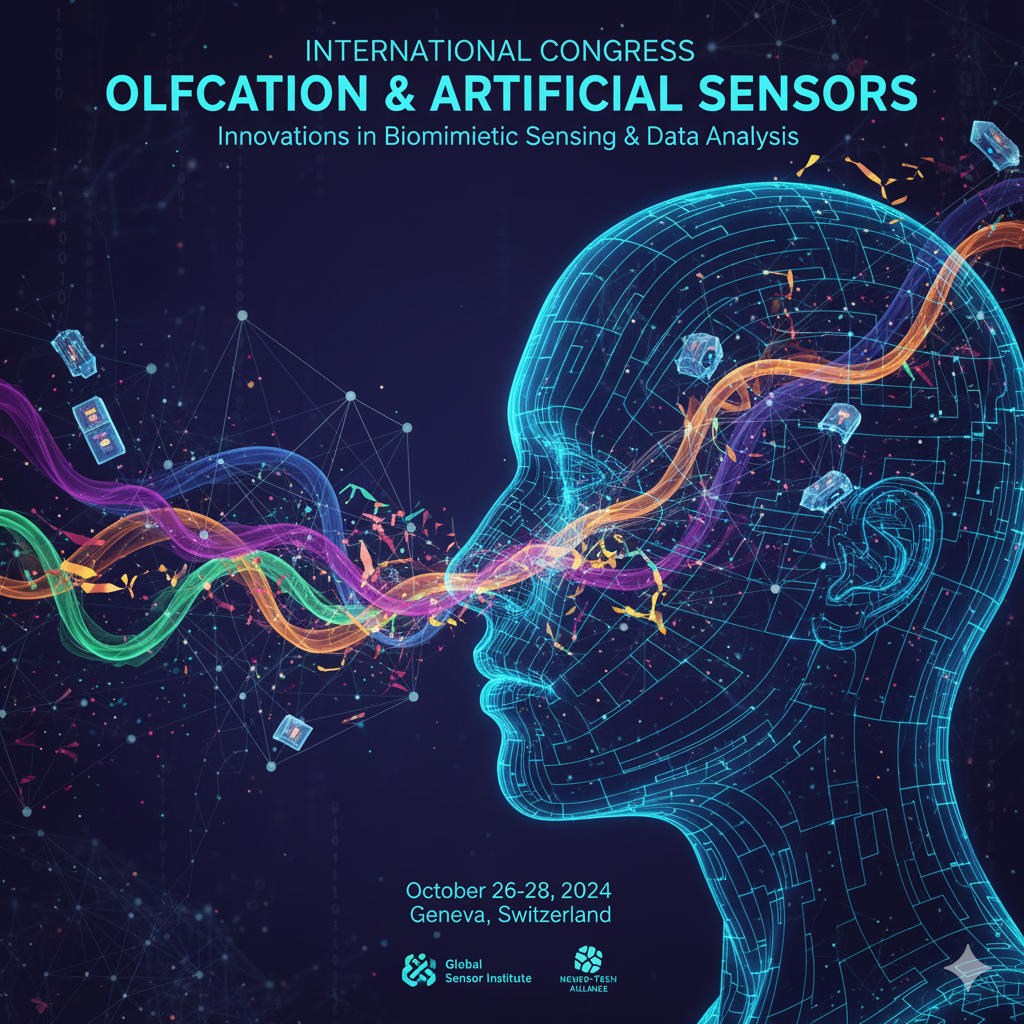 INTERNATIONAL CONGRESS
OLFCATION & ARTIFICIAL SENSORS
Innovations in Biomimietic Sensing & Data Analysis
October 26-28, 2024
Geneva, Switzerland
Global
Sensor Institute